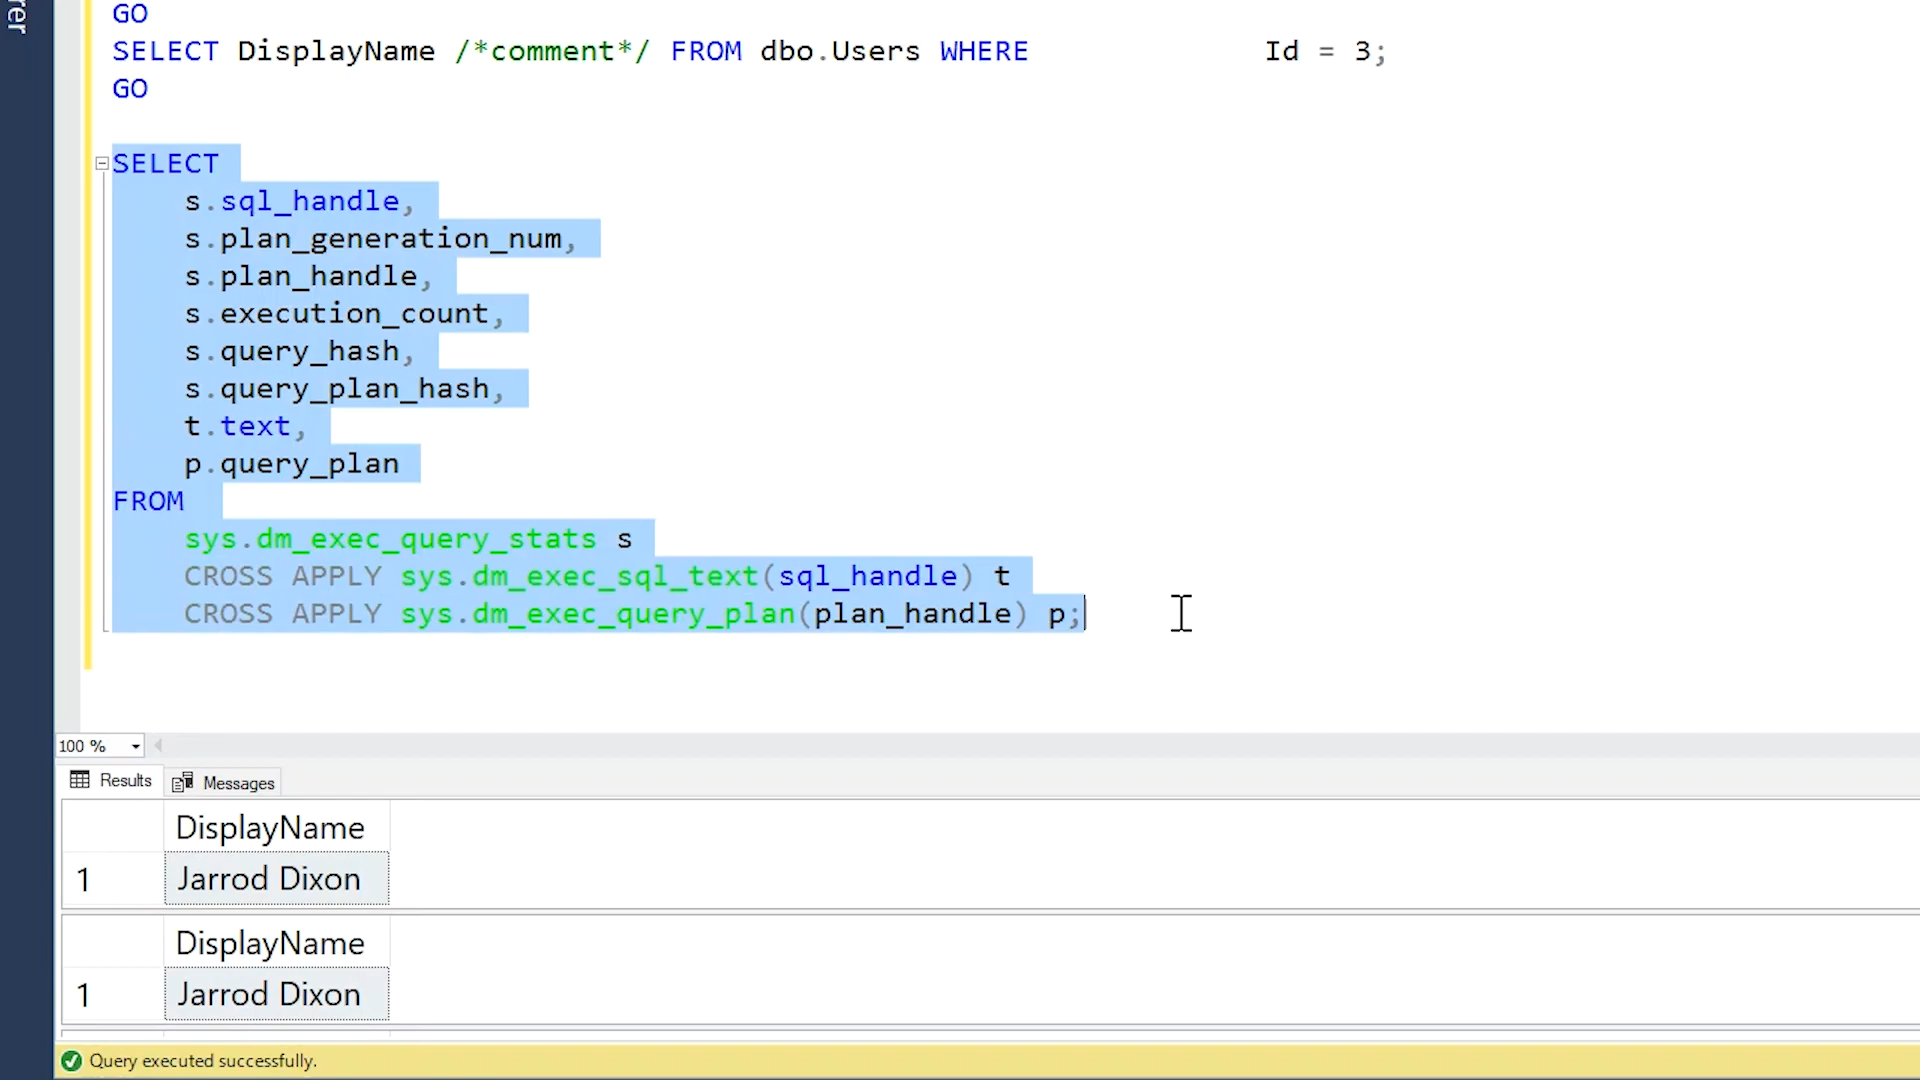 rer
GO
SELECT DisplayName /*comment*/ FROM dbo.Users WHERE Id = 3;
GO
SELECT
s.sql_handle,
s.plan_generation_num,
s.plan_handle,
s.execution_count,
s.query_hash,
s.query_plan_hash,
t.text,
p.query_plan
FROM
sys.dm_exec_query_stats s
CROSS APPLY sys.dm_exec_sql_text(sql_handle) t
CROSS APPLY sys.dm_exec_query_plan(plan_handle) p;
100 %
Results Messages
DisplayName
1 Jarrod Dixon
DisplayName
1 Jarrod Dixon
Query executed successfully.